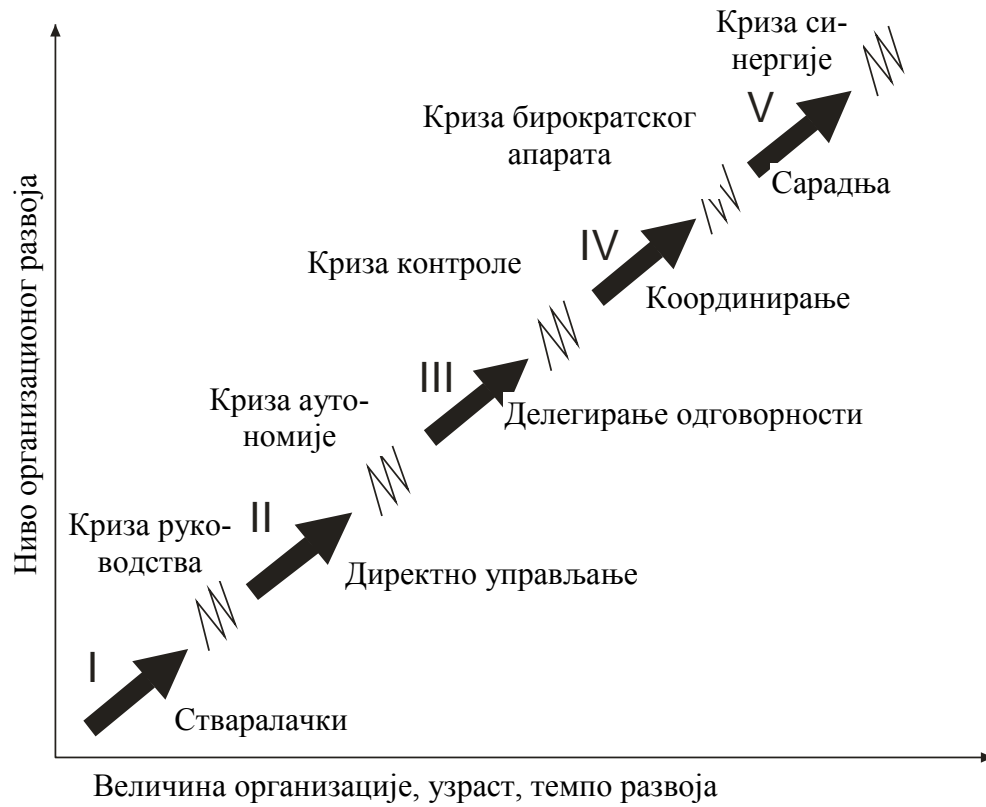 Криза си-
нергије
V
Криза бирократског
апарата
Сарадња
IV
Криза контроле
Координирање
III
Криза ауто-
номије
Делегирање одговорности
II
Криза руко-
водства
Директно управљање
I
Стваралачки
Ниво организационог развоја
Величина организације, узраст, темпо развоја